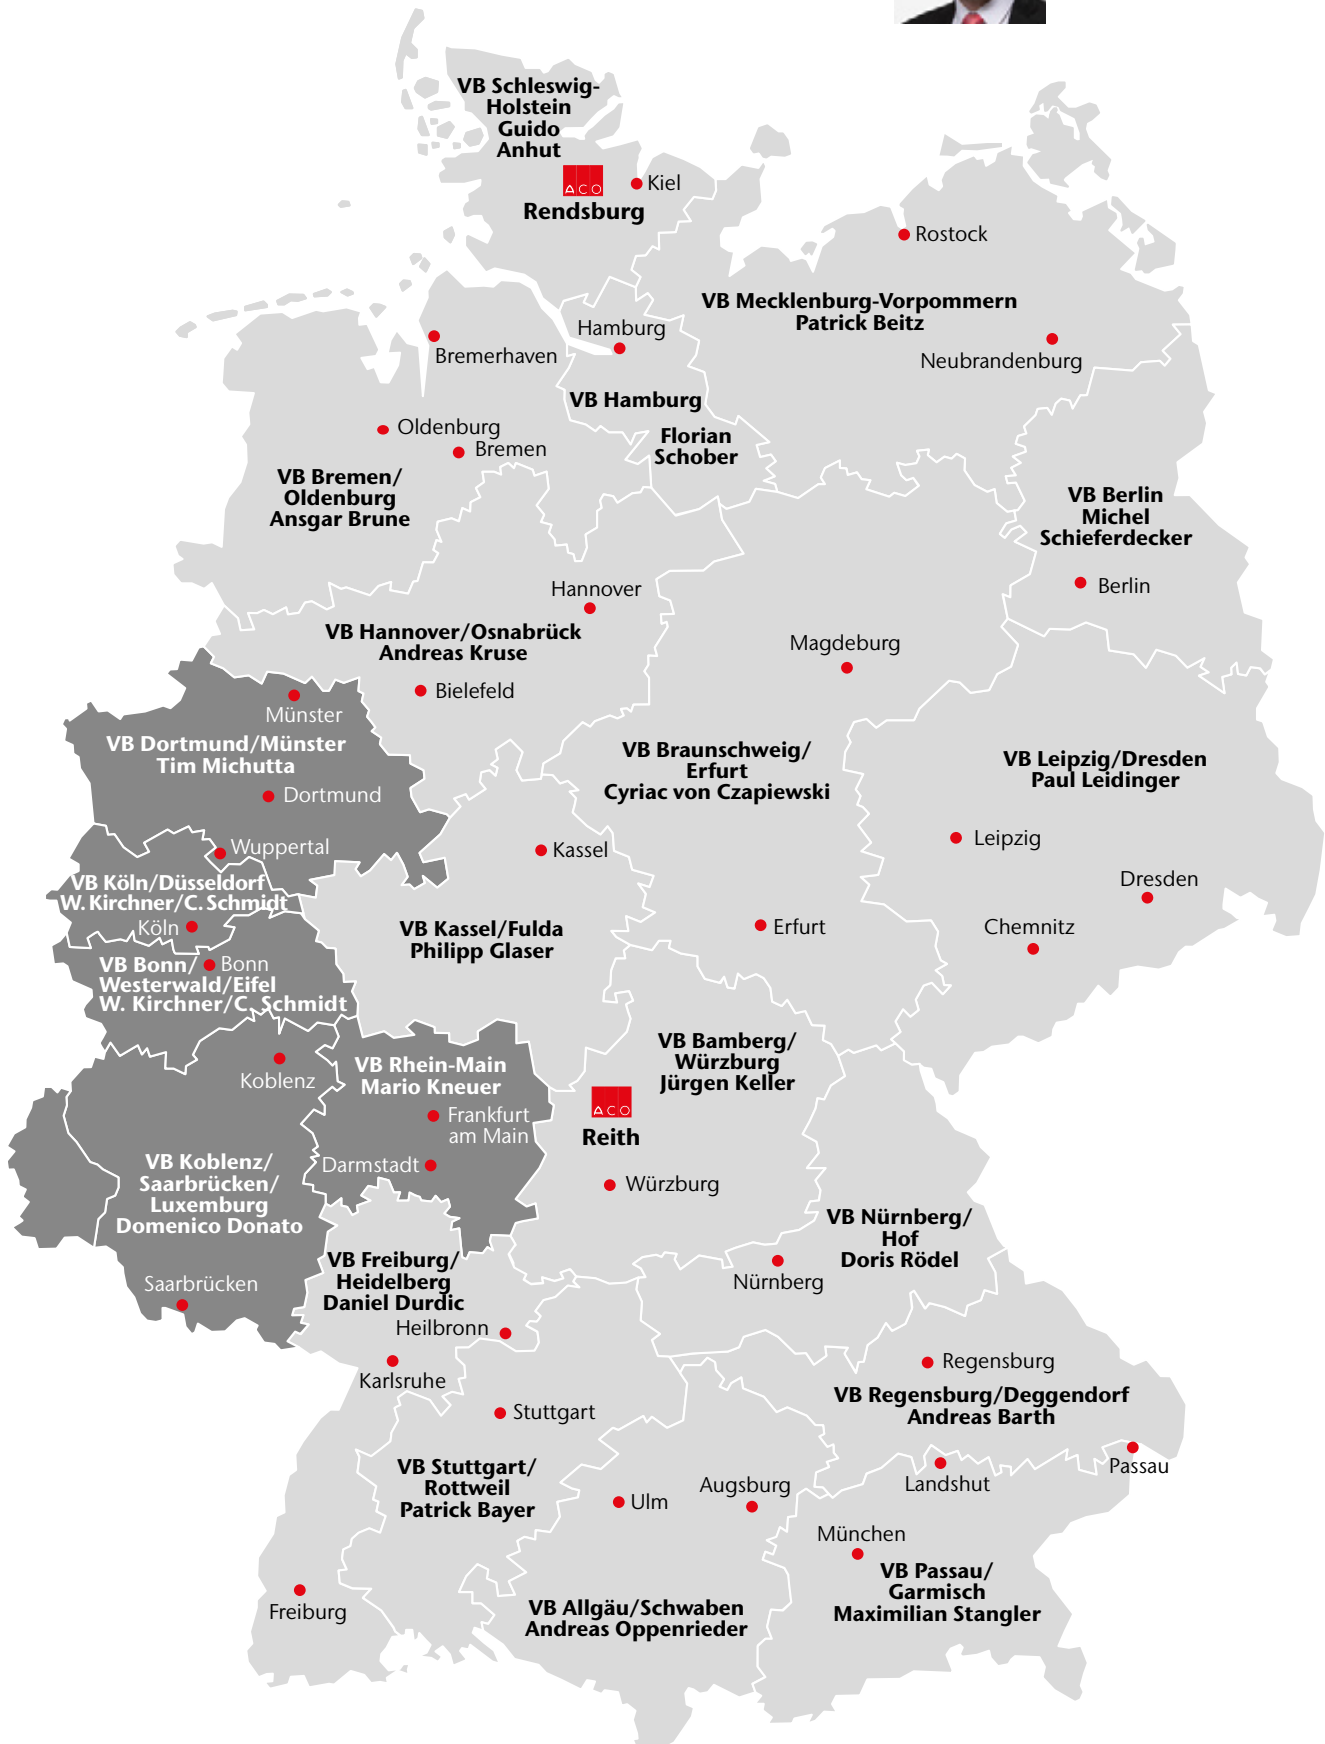 VB Schleswig-
Holstein
Guido
Anhut
ACO
Kiel
Rendsburg
Rostock
VB Mecklenburg-Vorpommern
Patrick Beitz
Hamburg
Bremerhaven
Neubrandenburg
VB Hamburg
Florian
Schober
Oldenburg
Bremen
VB Bremen/
Oldenburg
Ansgar Brune
VB Berlin
Michel
Schieferdecker
Berlin
Hannover
VB Hannover/Osnabrück
Andreas Kruse
Bielefeld
Magdeburg
Münster
VB Dortmund/Münster
Tim Michutta
Dortmund
VB Braunschweig/
Erfurt
Cyriac von Czapiewski
VB Leipzig/Dresden
Paul Leidinger
Wuppertal
Kassel
Leipzig
VB Köln/Düsseldorf
W. Kirchner/C. Schmidt
Köln
Dresden
VB Kassel/Fulda
Philipp Glaser
Erfurt
Chemnitz
VB Bonn/
Westerwald/Eifel
W. Kirchner/C. Schmidt
Bonn
Koblenz
VB Rhein-Main
Mario Kneuer
Frankfurt
am Main
Darmstadt
VB Bamberg/
Würzburg
Jürgen Keller
ACO
Reith
Würzburg
VB Koblenz/
Saarbrücken/
Luxemburg
Domenico Donato
Saarbrücken
VB Nürnberg/
Hof
Doris Rödel
Nürnberg
VB Freiburg/
Heidelberg
Daniel Durdic
Heilbronn
Karlsruhe
Regensburg
VB Regensburg/Deggendorf
Andreas Barth
Stuttgart
VB Stuttgart/
Rottweil
Patrick Bayer
Passau
Landshut
Augsburg
Ulm
München
VB Passau/
Garmisch
Maximilian Stangler
Freiburg
VB Allgäu/Schwaben
Andreas Oppenrieder